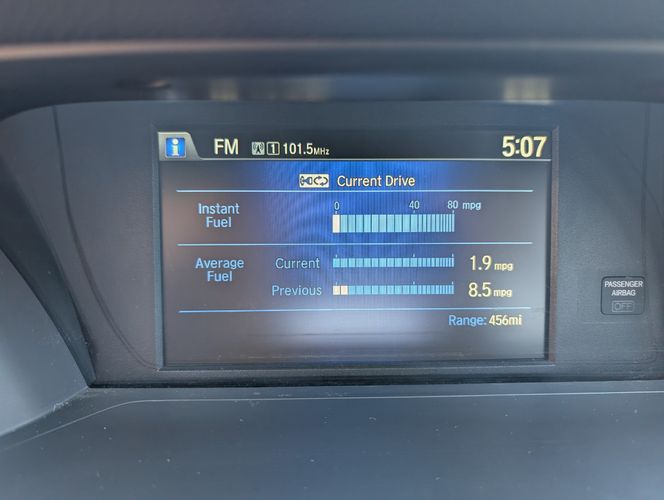 i FM 1 101.5MHz 5:07
Current Drive
Instant Fuel 0 40 80 mpg
Average Fuel
Current 1.9 mpg
Previous 8.5 mpg
Range: 456mi
PASSENGER
AIRBAG
OFF